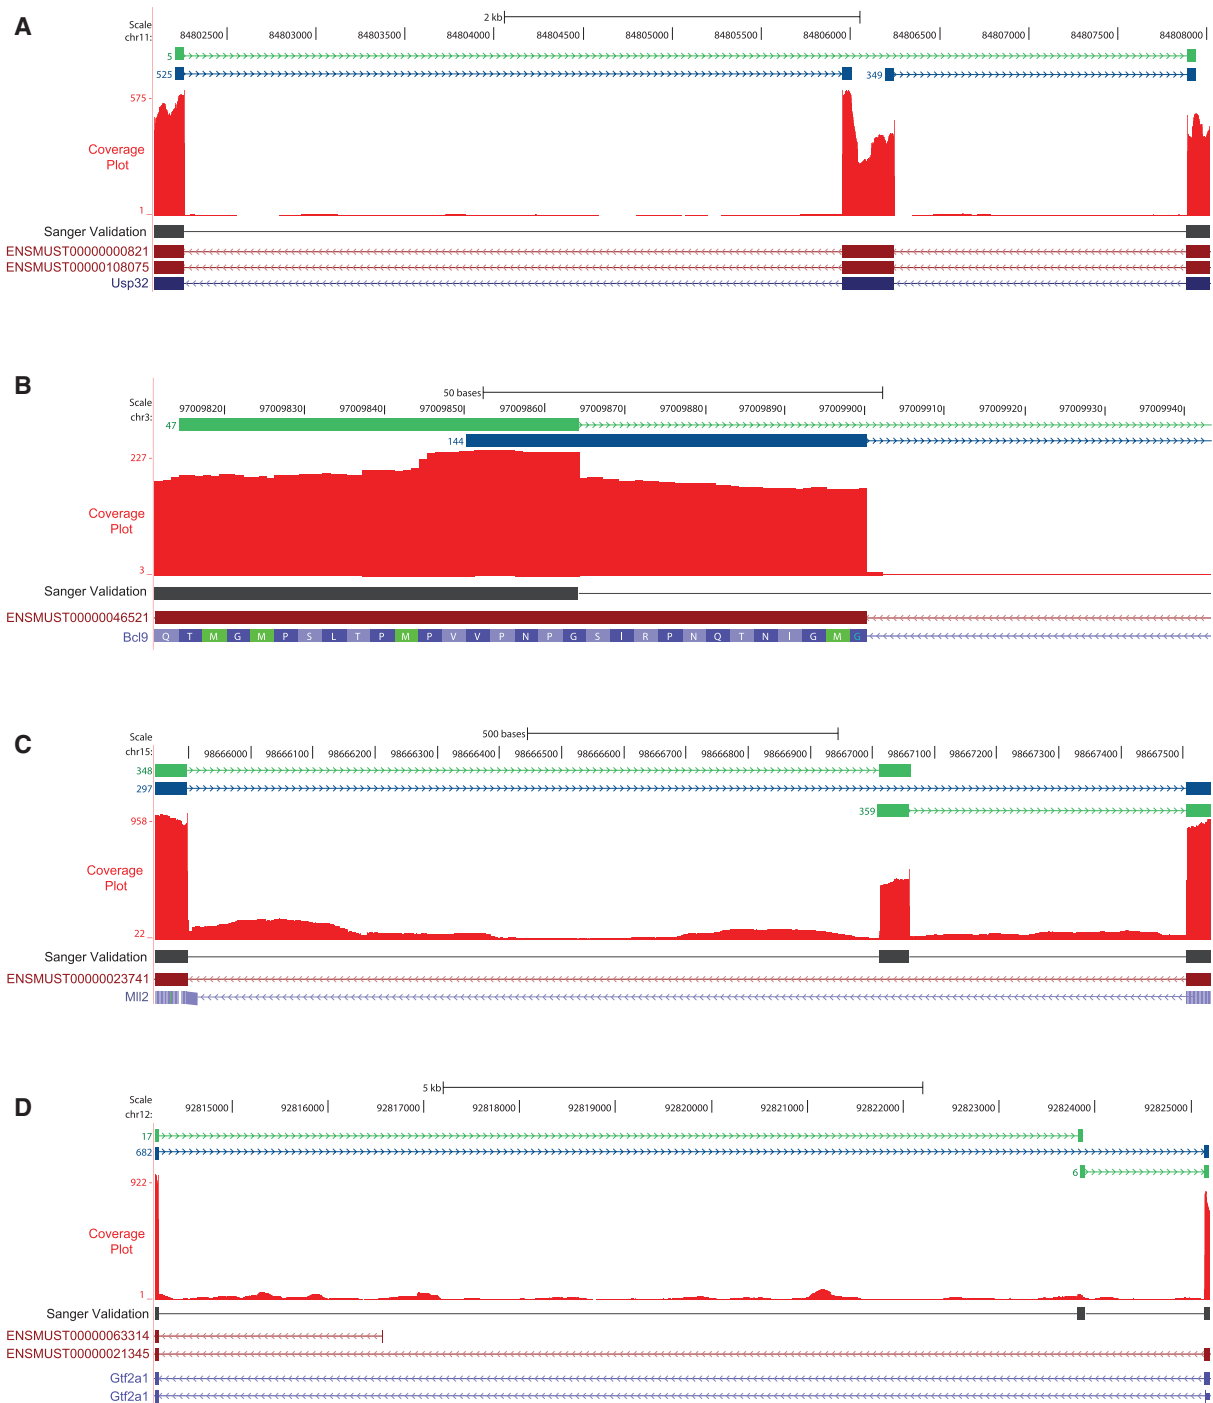 A
Scale
2 kb
chr11:
84802500 84803000 84803500 84804000 84804500 84805000 84805500 84806000 84806500 84807000 84807500 84808000
5
525
349
575
Coverage
Plot
1
Sanger Validation
ENSMUST00000000821
ENSMUST00000108075
Usp32
B
Scale
50 bases
chr3:
97009820 97009830 97009840 97009850 97009860 97009870 97009880 97009890 97009900 97009910 97009920 97009930 97009940
47
144
227
Coverage
Plot
3
Sanger Validation
ENSMUST00000046521
Bcl9 Q T M G M P S L T P M P V V P N P G S I R P N Q T N I G M G
C
Scale
500 bases
chr15:
98666000 98666100 98666200 98666300 98666400 98666500 98666600 98666700 98666800 98666900 98667000 98667100 98667200 98667300 98667400 98667500
348
297
359
958
Coverage
Plot
22
Sanger Validation
ENSMUST00000023741
Mll2
D
Scale
5 kb
chr12:
92815000 92816000 92817000 92818000 92819000 92820000 92821000 92822000 92823000 92824000 92825000
17
682
6
922
Coverage
Plot
1
Sanger Validation
ENSMUST00000063314
ENSMUST00000021345
Gtf2a1
Gtf2a1